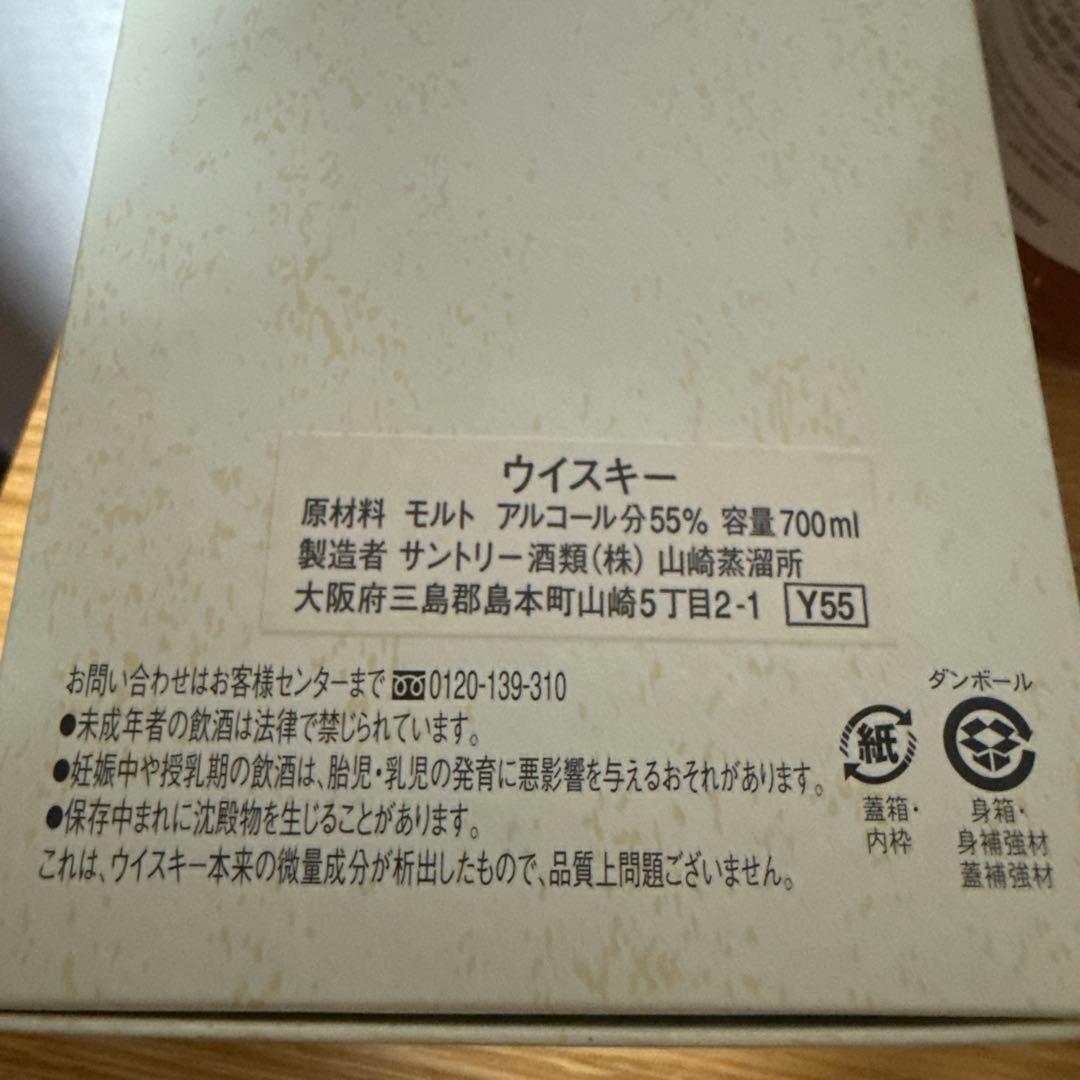 ウイスキー
原材料 モルト アルコール分55% 容量700ml
製造者 サントリー酒類(株) 山崎蒸溜所
大阪府三島郡島本町山崎5丁目2-1 Y55
お問い合わせはお客様センターまで 0120-139-310
●未成年者の飲酒は法律で禁じられています。
●妊娠中や授乳期の飲酒は、胎児・乳児の発育に悪影響を与えるおそれがあります。
●保存中まれに沈殿物を生じることがあります。
これは、ウイスキー本来の微量成分が析出したもので、品質上問題ございません。
紙
蓋箱・
内枠
ダンボール
身箱・
身補強材
蓋補強材